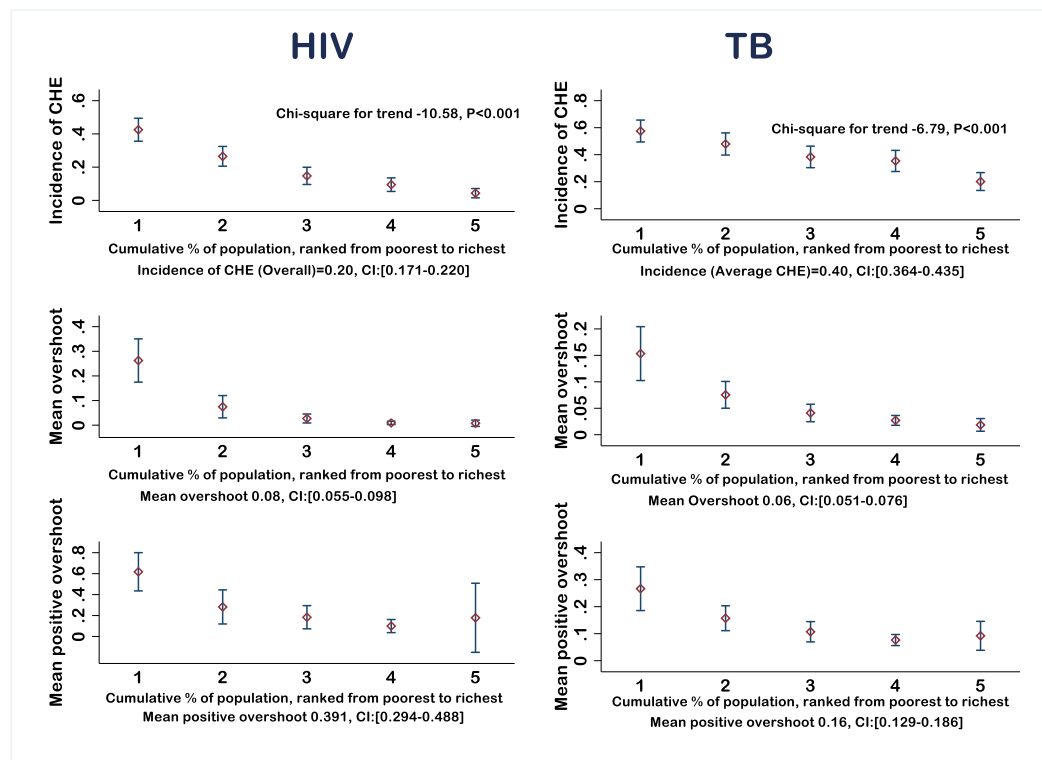 HIV
TB
Incidence of CHE
.6
.4
.2
0
Chi-square for trend -10.58, P<0.001
1 2 3 4 5
Cumulative % of population, ranked from poorest to richest
Incidence of CHE (Overall)=0.20, CI:[0.171-0.220]
Incidence of CHE
.8
.6
.4
.2
0
Chi-square for trend -6.79, P<0.001
1 2 3 4 5
Cumulative % of population, ranked from poorest to richest
Incidence (Average CHE)=0.40, CI:[0.364-0.435]
Mean overshoot
.4
.3
.2
.1
0
1 2 3 4 5
Cumulative % of population, ranked from poorest to richest
Mean overshoot 0.08, CI:[0.055-0.098]
Mean overshoot
.2
.15
.1
.05
0
1 2 3 4 5
Cumulative % of population, ranked from poorest to richest
Mean Overshoot 0.06, CI:[0.051-0.076]
Mean positive overshoot
.8
.6
.4
.2
0
1 2 3 4 5
Cumulative % of population, ranked from poorest to richest
Mean positive overshoot 0.391, CI:[0.294-0.488]
Mean positive overshoot
.4
.3
.2
.1
0
1 2 3 4 5
Cumulative % of population, ranked from poorest to richest
Mean positive overshoot 0.16, CI:[0.129-0.186]